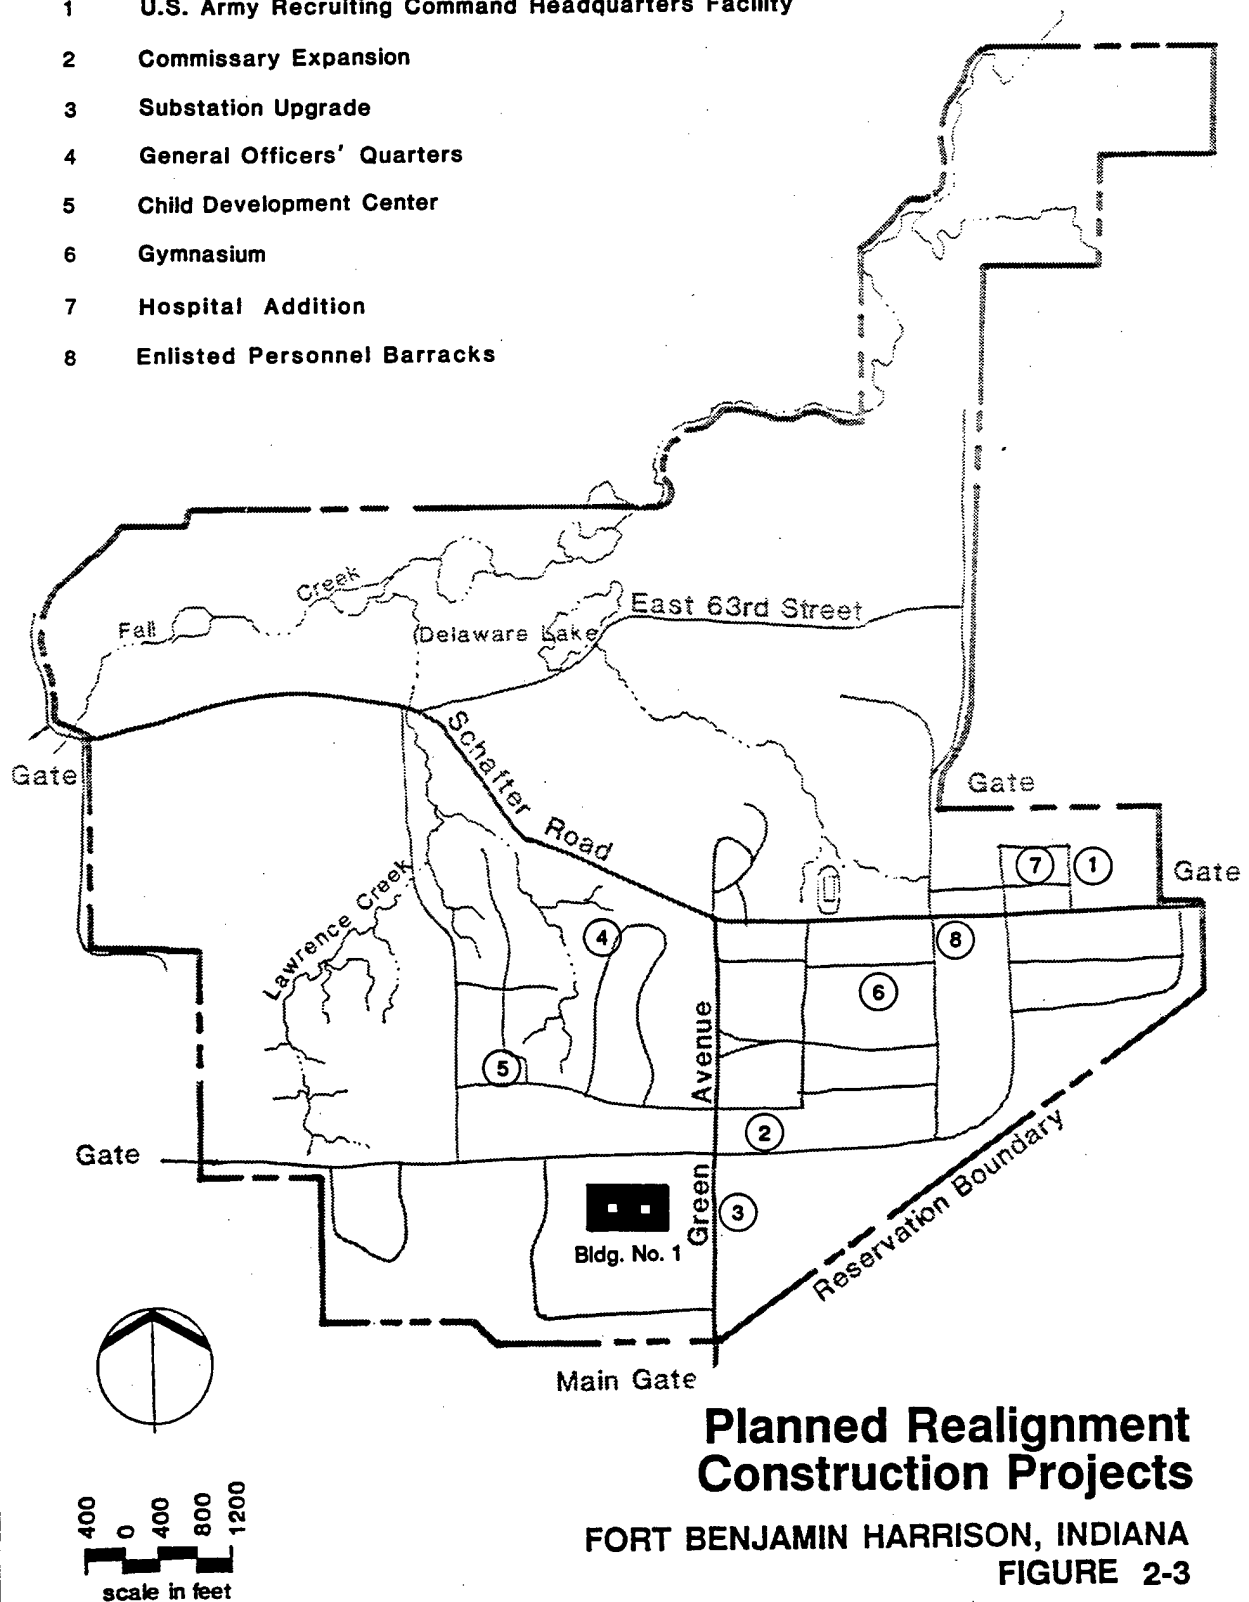 1 U.S. Army Recruiting Command Headquarters Facility
2 Commissary Expansion
3 Substation Upgrade
4 General Officers' Quarters
5 Child Development Center
6 Gymnasium
7 Hospital Addition
8 Enlisted Personnel Barracks
Creek
Fall
East 63rd Street
Delaware Lake
Schafter Road
Gate
Gate
Gate
7
1
Lawrence Creek
4
8
6
5
Green Avenue
2
Gate
3
Reservation Boundary
Bldg. No. 1
Main Gate
Planned Realignment
Construction Projects
400 0 400 800 1200
scale in feet
FORT BENJAMIN HARRISON, INDIANA
FIGURE 2-3